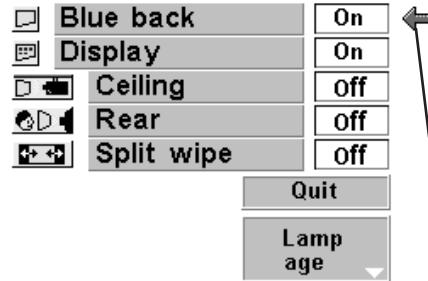 Blue back On
Display On
Ceiling Off
Rear Off
Split wipe Off
Quit
Lamp
age